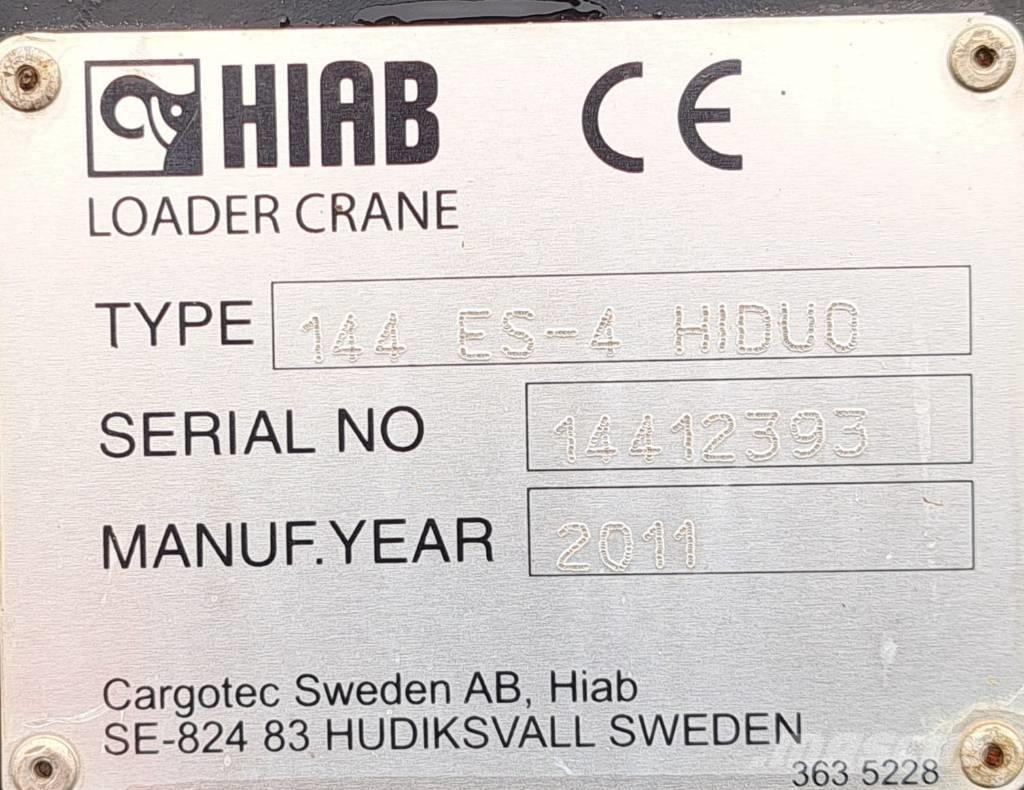 HIAB CE
LOADER CRANE
TYPE 144 ES-4 HIDUO
SERIAL NO 14412393
MANUF.YEAR 2011
Cargotec Sweden AB, Hiab
SE-824 83 HUDIKSVALL SWEDEN
363 5228